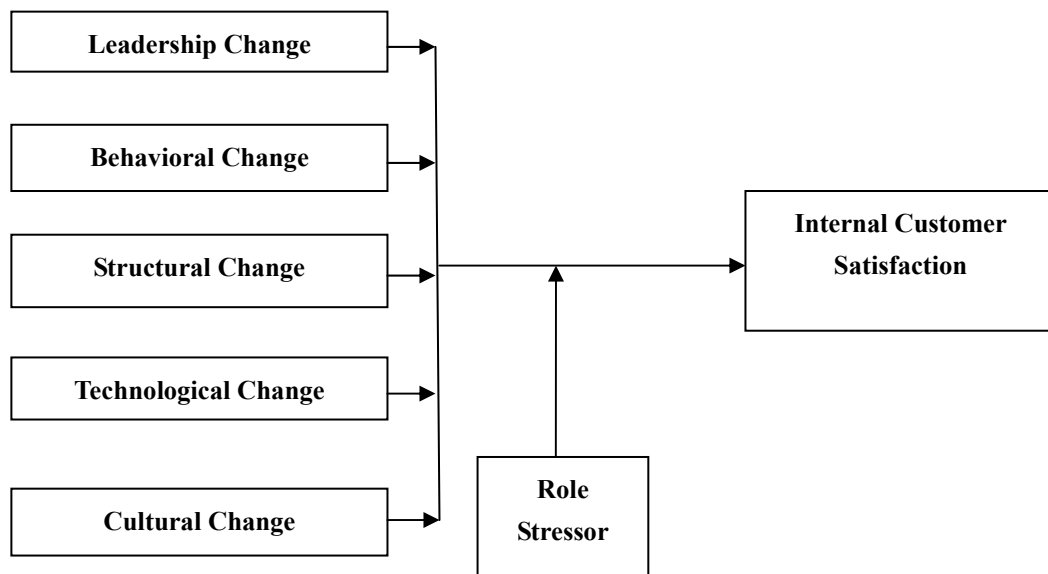 Leadership Change
Behavioral Change
Structural Change
Technological Change
Cultural Change
Role
Stressor
Internal Customer
Satisfaction